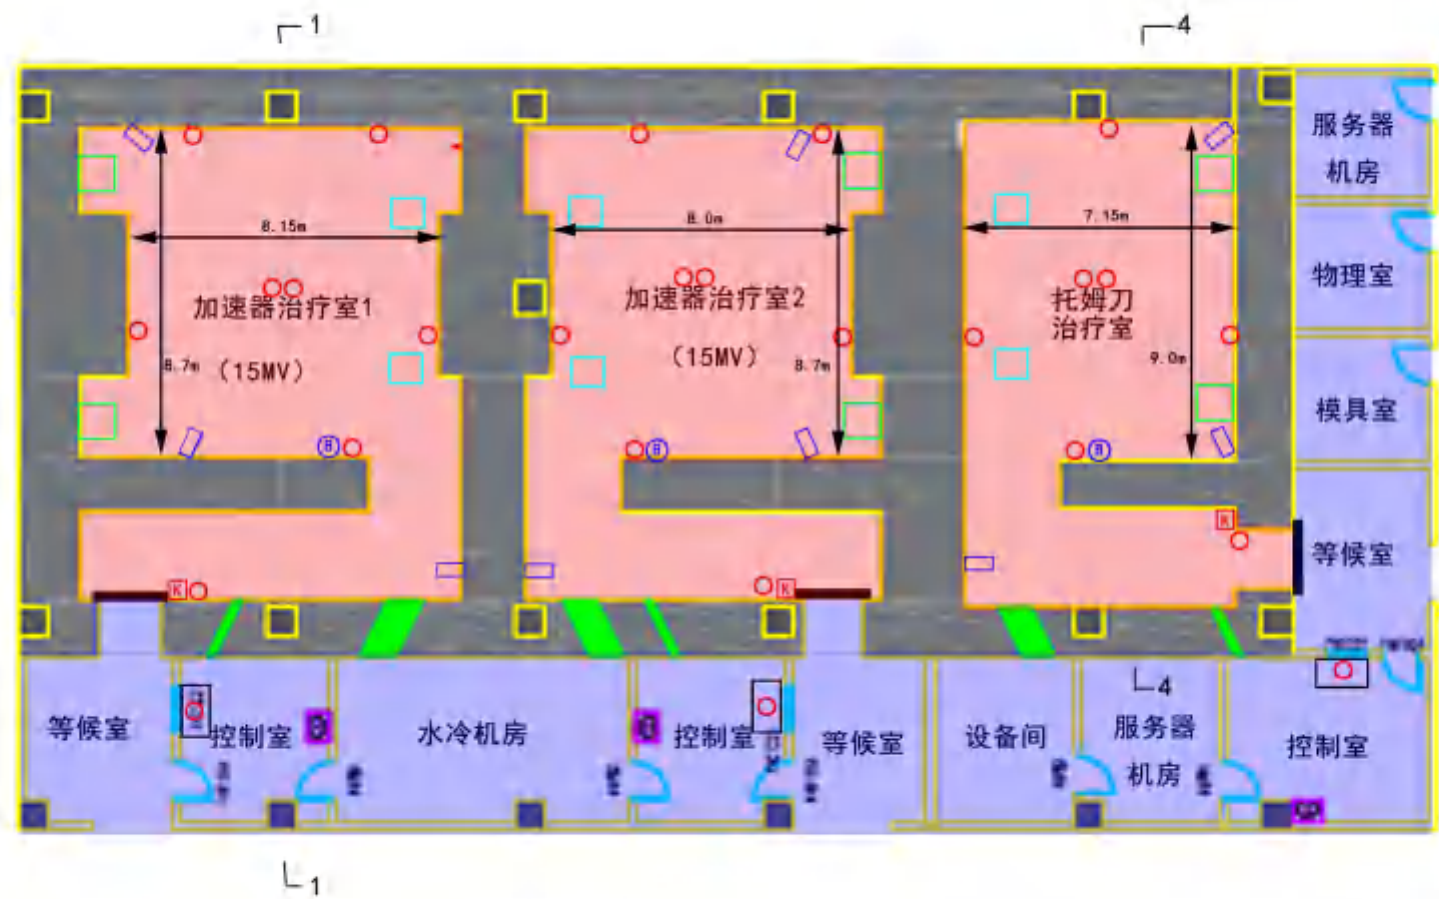 1
4
服务器
机房
8.15m
8.0m
7.15m
物理室
加速器治疗室1
加速器治疗室2
托姆刀
治疗室
8.7m
（15MV）
（15MV）
8.7m
9.0m
模具室
K
K
K
等候室
等候室
控制室
水冷机房
控制室
等候室
设备间
4
服务器
机房
控制室
1